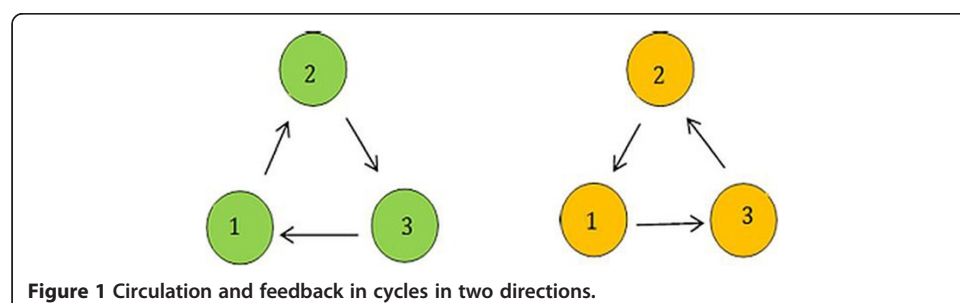 2 2
1 3 1 3
Figure 1 Circulation and feedback in cycles in two directions.